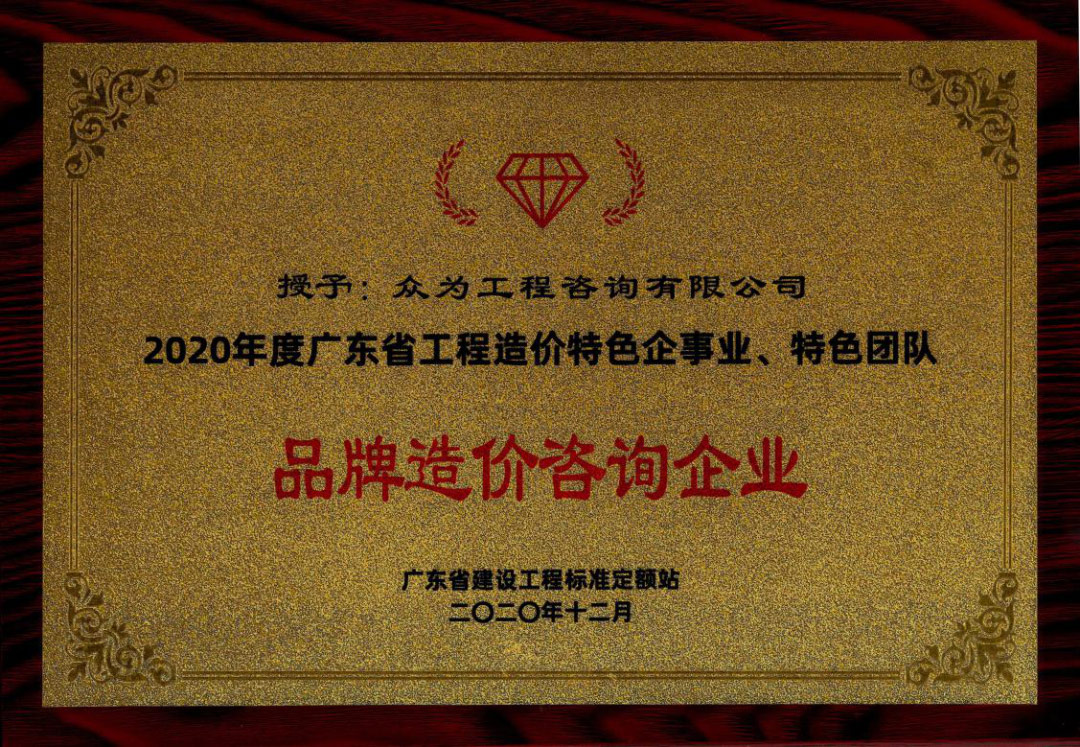 授予：众为工程咨询有限公司
2020年度广东省工程造价特色企事业、特色团队
品牌造价咨询企业
广东省建设工程标准定额站
二〇二〇年十二月